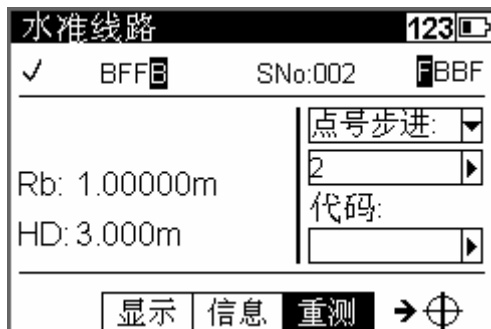 水准线路 123
✓ BFFB SNo:002 FBBF
点号步进:
2
Rb: 1.00000m
代码:
HD: 3.000m
显示 信息 重测